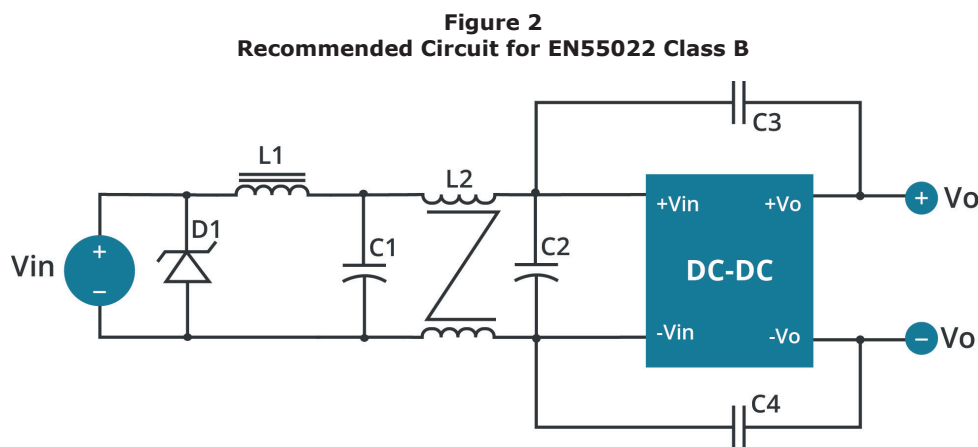 Figure 2
Recommended Circuit for EN55022 Class B
C3
L1
L2
+Vin
+Vo
+
Vo
D1
C1
C2
Vin
+
−
DC-DC
-Vin
-Vo
−
Vo
C4